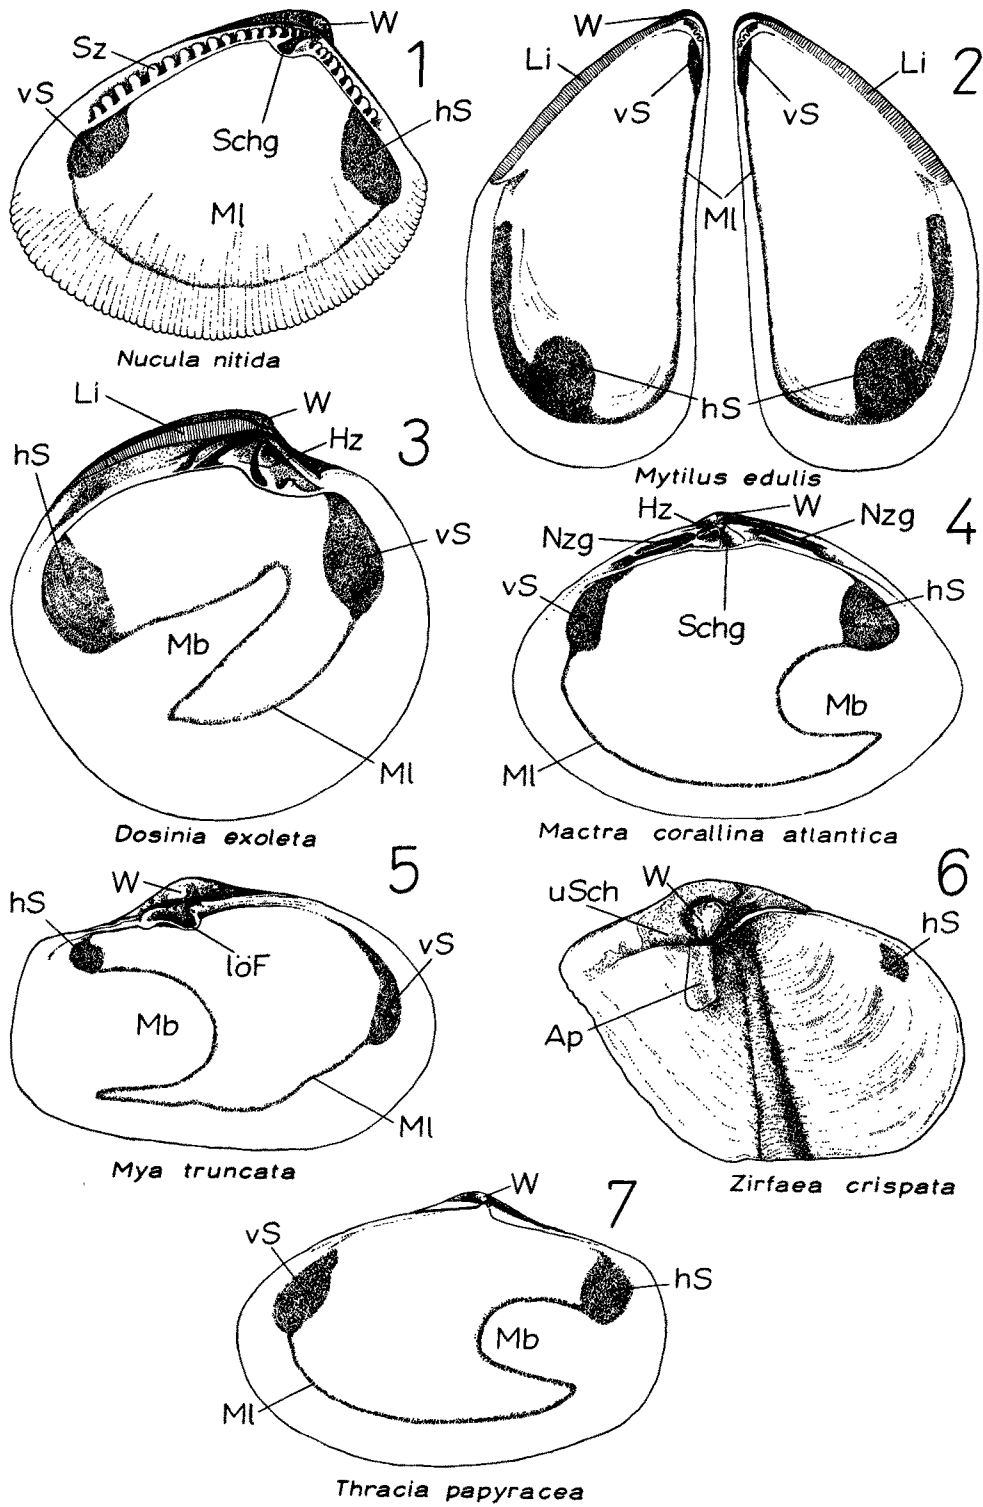 W
1
Sz
vS
hS
Schg
Ml
Nucula nitida
W
2
Li
Li
vS
vS
Ml
hS
Mytilus edulis
Li
W
3
Hz
hS
vS
Mb
Ml
Dosinia exoleta
W
4
Hz
Nzg
Nzg
vS
hS
Schg
Mb
Ml
Mactra corallina atlantica
5
W
hS
vS
löF
Mb
Ml
Mya truncata
6
W
uSch
hS
Ap
Zirfaea crispata
7
W
vS
hS
Mb
Ml
Thracia papyracea